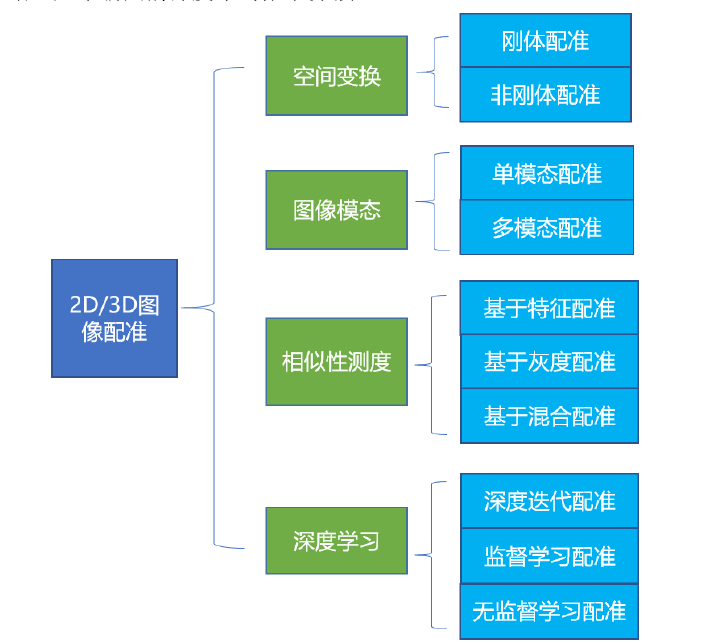 空间变换
刚体配准
非刚体配准
图像模态
单模态配准
多模态配准
2D/3D图
像配准
相似性测度
基于特征配准
基于灰度配准
基于混合配准
深度学习
深度迭代配准
监督学习配准
无监督学习配准